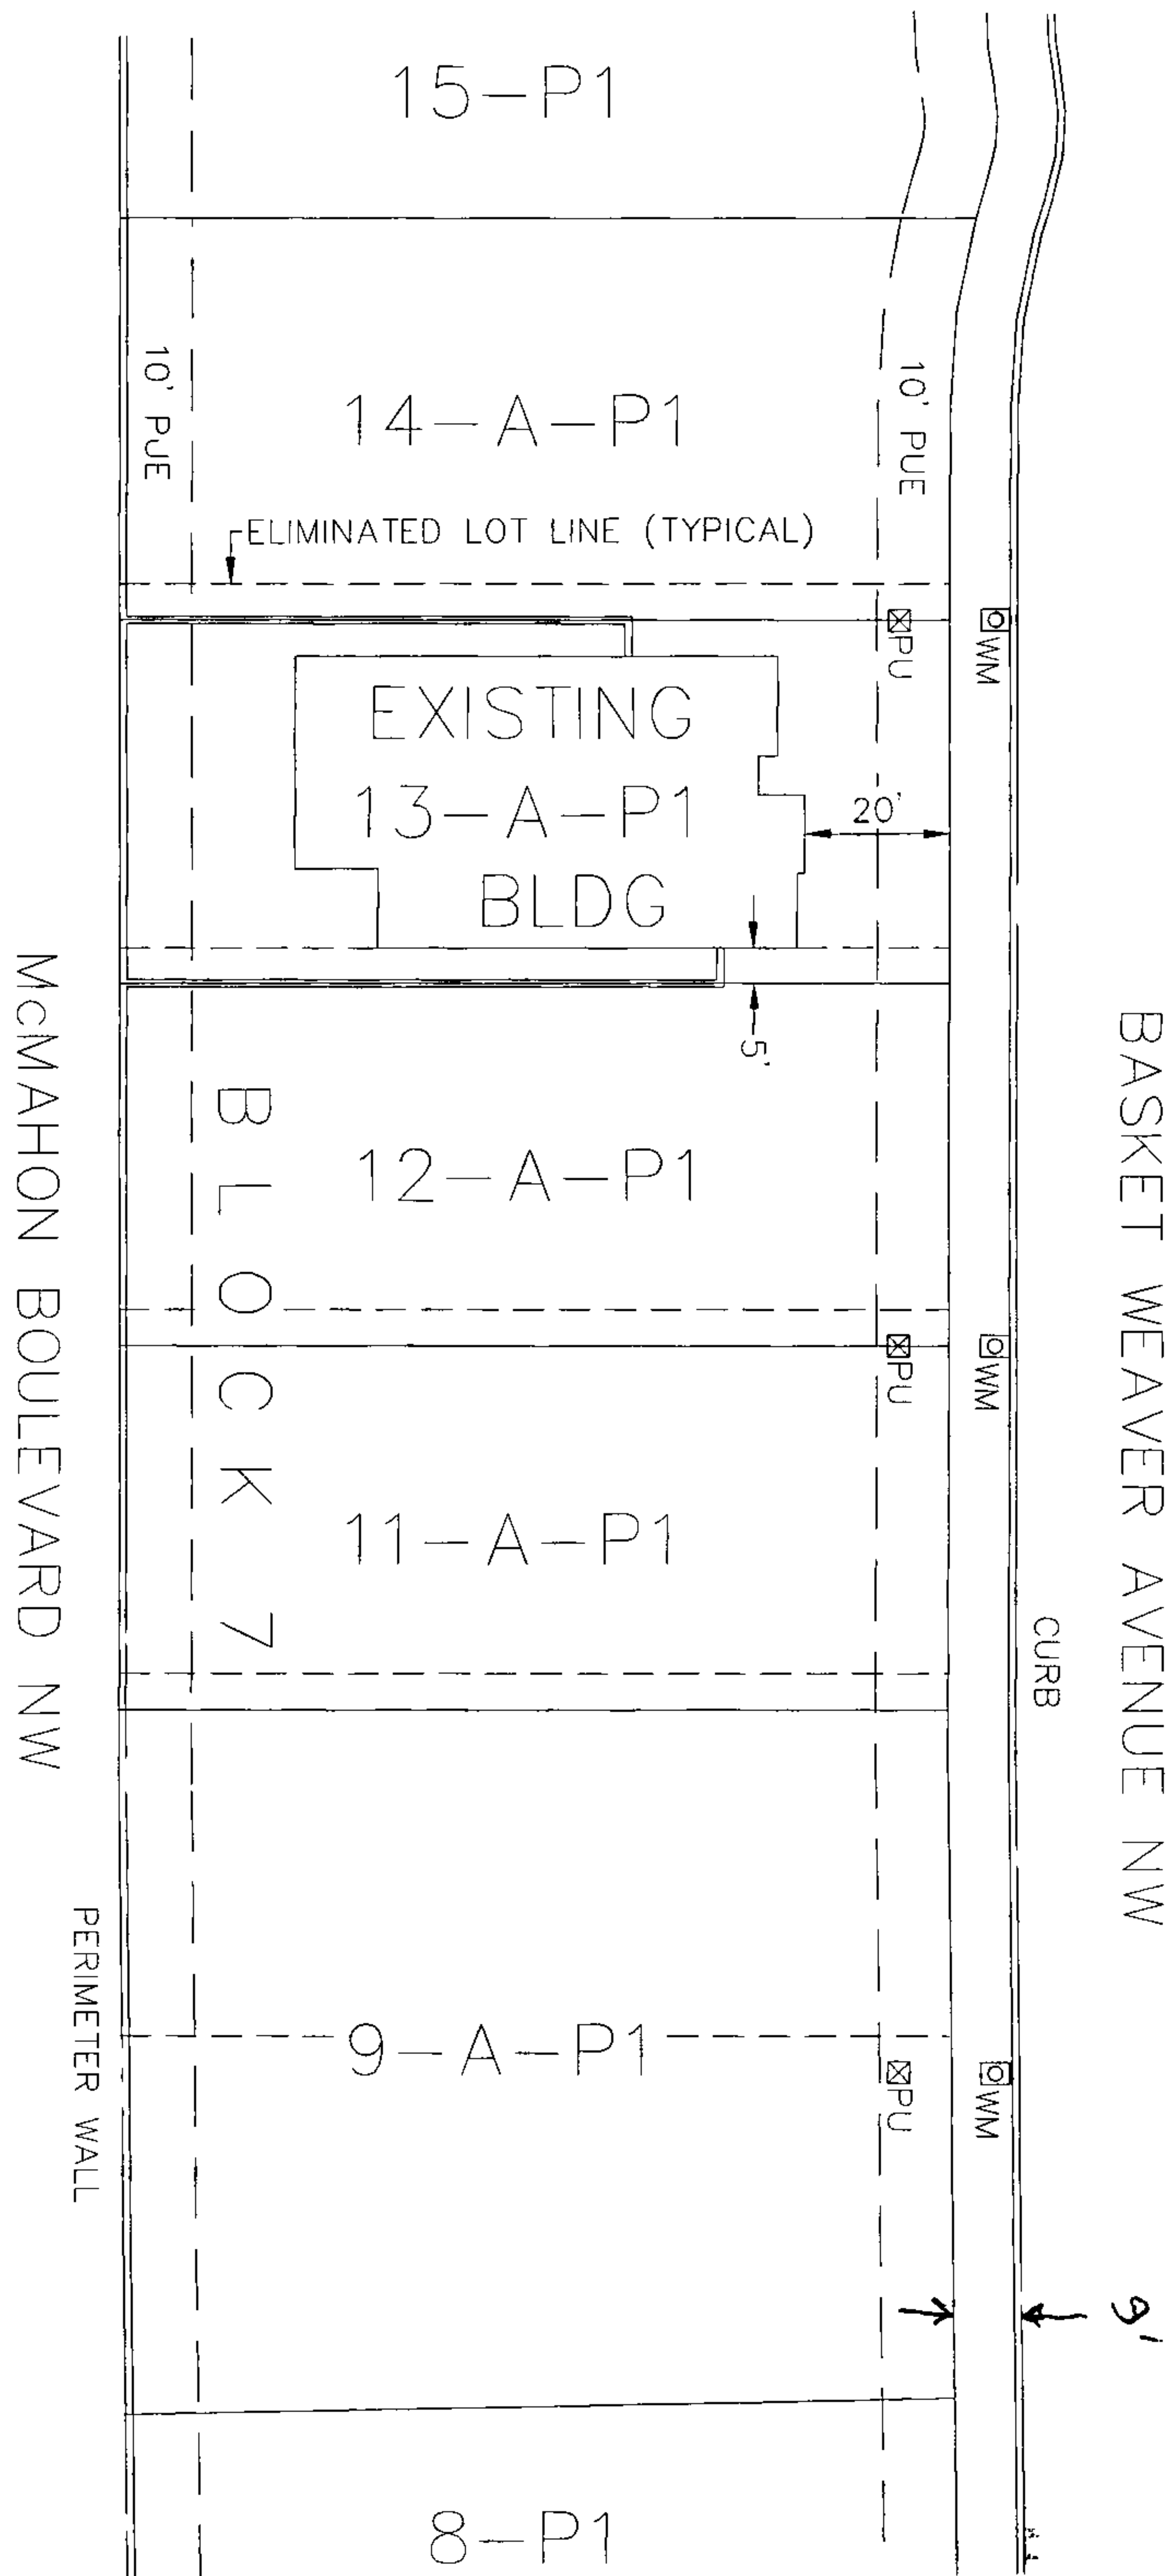 15-P1
10' PUE
14-A-P1
10' PUE
ELIMINATED LOT LINE (TYPICAL)
PU
WM
EXISTING
13-A-P1
BLDG
20'
5'
12-A-P1
BLOCK 7
PU
WM
11-A-P1
McMAHON BOULEVARD NW
BASKET WEAVER AVENUE NW
CURB
PERIMETER WALL
9-A-P1
PU
WM
9'
8-P1